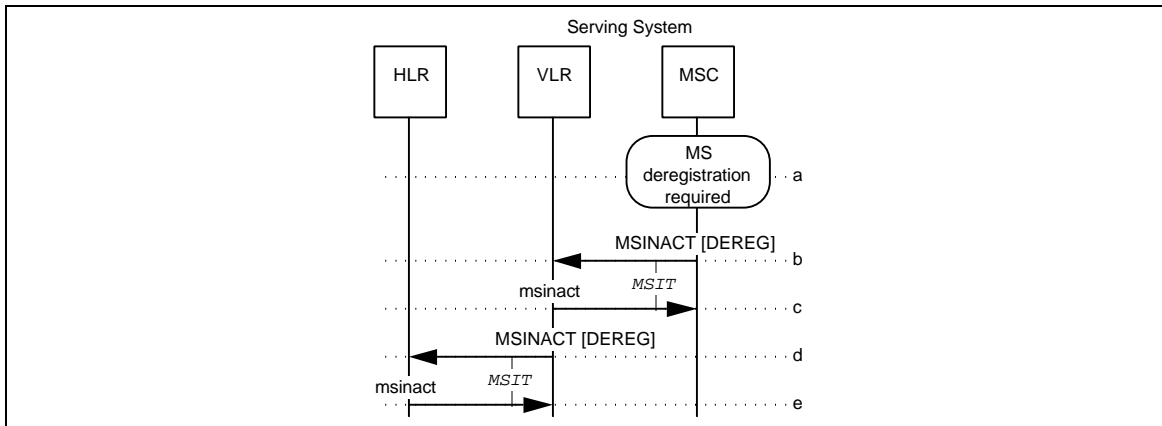 Serving System
HLR
VLR
MSC
MS
deregistration
required
a
MSINACT [DEREG]
b
MSIT
msinact
c
MSINACT [DEREG]
d
MSIT
msinact
e